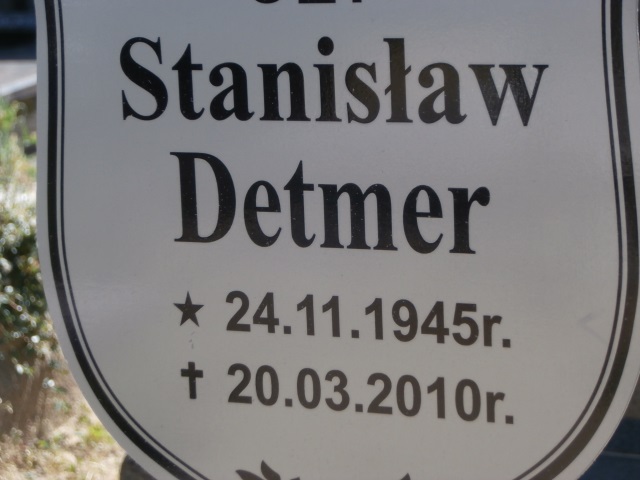 Stanisław
Detmer
★ 24.11.1945r.
✝ 20.03.2010r.